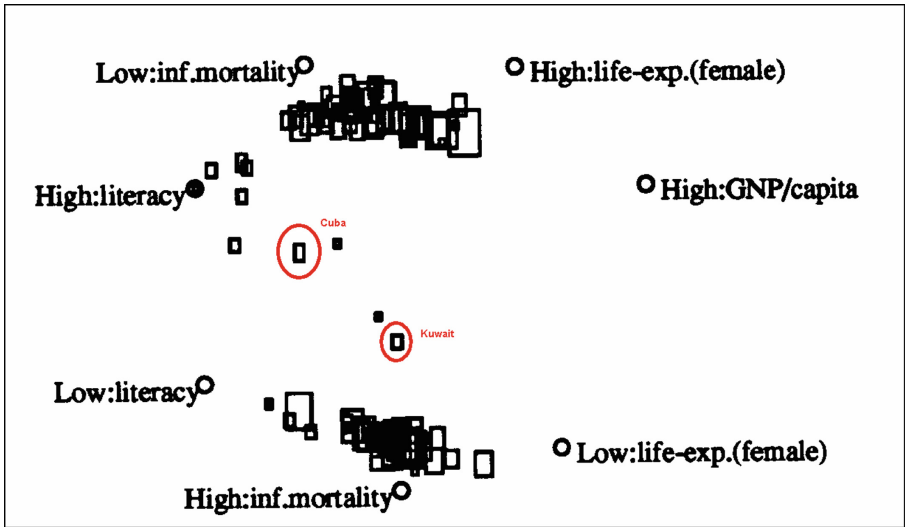 Low:inf.mortality
High:life-exp.(female)
High:literacy
High:GNP/capita
Cuba
Kuwait
Low:literacy
Low:life-exp.(female)
High:inf.mortality